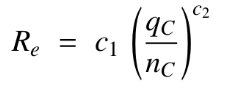 R_e = c_1 (q_C / n_C)^{c_2}